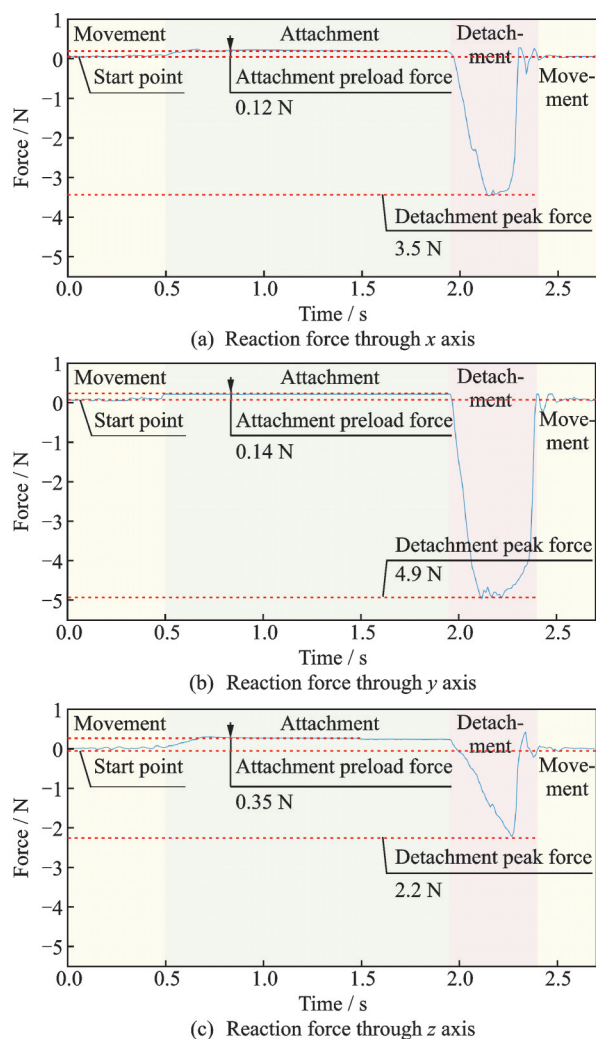 Movement Attachment Detach-
ment
Move-
ment
Start point
Attachment preload force
0.12 N
Detachment peak force
3.5 N
Force / N
1
0
−1
−2
−3
−4
−5
0.0 0.5 1.0 1.5 2.0 2.5
Time / s
(a) Reaction force through x axis
Movement Attachment Detach-
ment
Move-
ment
Start point
Attachment preload force
0.14 N
Detachment peak force
4.9 N
Force / N
1
0
−1
−2
−3
−4
−5
0.0 0.5 1.0 1.5 2.0 2.5
Time / s
(b) Reaction force through y axis
Movement Attachment Detach-
ment
Move-
ment
Start point
Attachment preload force
0.35 N
Detachment peak force
2.2 N
Force / N
1
0
−1
−2
−3
−4
−5
0.0 0.5 1.0 1.5 2.0 2.5
Time / s
(c) Reaction force through z axis